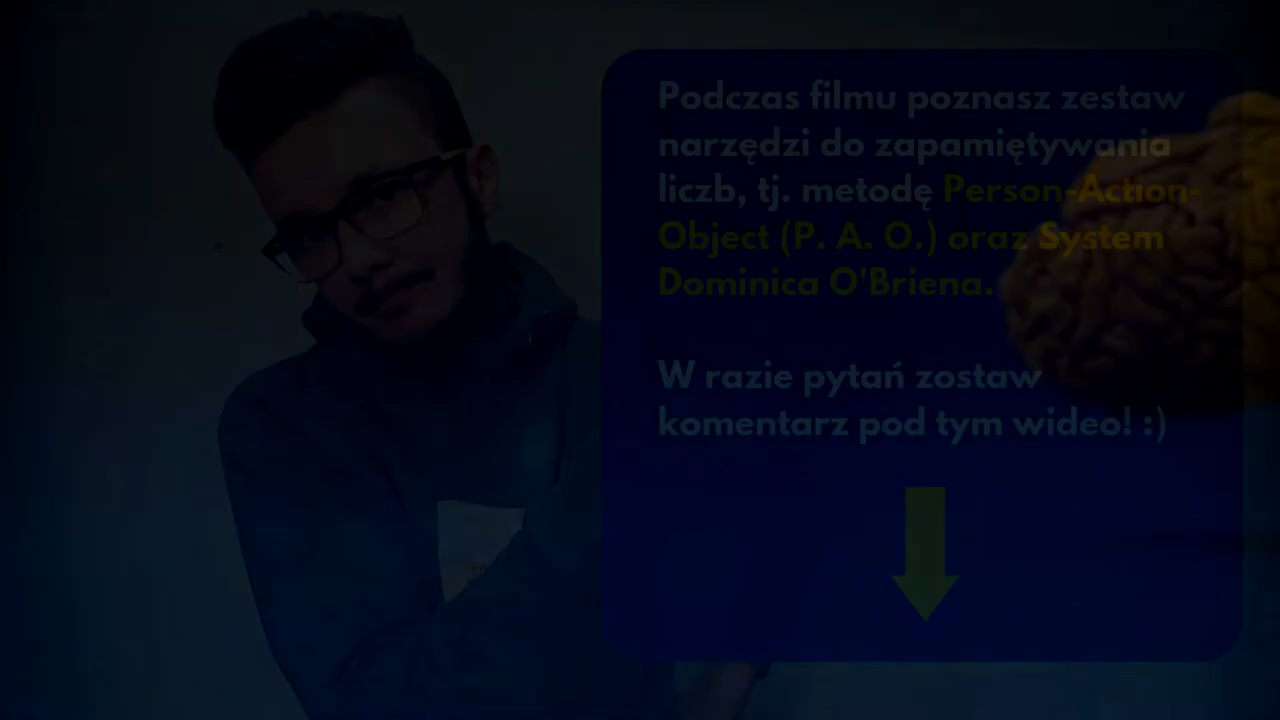 Podczas filmu poznasz zestaw
narzędzi do zapamiętywania
liczb, tj. metodę Person-Action-
Object (P. A. O.) oraz System
Dominica O'Briena.
W razie pytań zostaw
komentarz pod tym wideo! :)